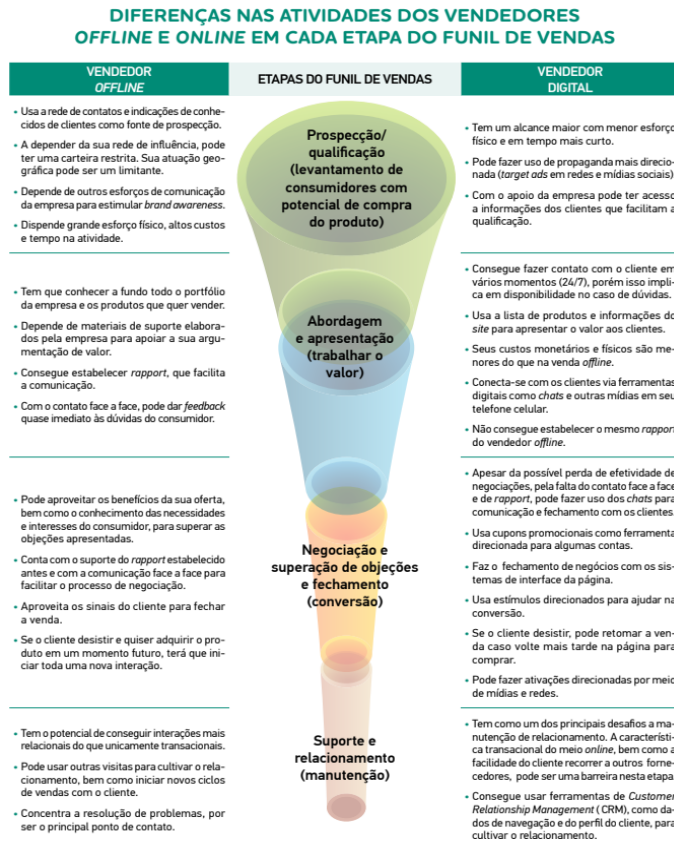 DIFERENÇAS NAS ATIVIDADES DOS VENDEDORES
OFFLINE E ONLINE EM CADA ETAPA DO FUNIL DE VENDAS
VENDEDOR
OFFLINE
ETAPAS DO FUNIL DE VENDAS
VENDEDOR
DIGITAL
• Usa a rede de contatos e indicações de conhe-
cidos de clientes como fonte de prospecção.
• A depender da sua rede de influência, pode
ter uma carteira restrita. Sua atuação geo-
gráfica pode ser um limitante.
• Depende de outros esforços de comunicação
da empresa para estimular brand awareness.
• Dispende grande esforço físico, altos custos
e tempo na atividade.
Prospecção/
qualificação
(levantamento de
consumidores com
potencial de compra
do produto)
• Tem um alcance maior com menor esforço
físico e em tempo mais curto.
• Pode fazer uso de propaganda mais direcio-
nada (target ads em redes e mídias sociais)
• Com o apoio da empresa pode ter acesso
a informações dos clientes que facilitam a
qualificação.
• Tem que conhecer a fundo todo o portfólio
da empresa e os produtos que quer vender.
• Depende de materiais de suporte elabora-
dos pela empresa para apoiar a sua argu-
mentação de valor.
• Consegue estabelecer rapport, que facilita
a comunicação.
• Com o contato face a face, pode dar feedback
quase imediato às dúvidas do consumidor.
Abordagem
e apresentação
(trabalhar o
valor)
• Consegue fazer contato com o cliente em
vários momentos (24/7), porém isso impli-
ca em disponibilidade no caso de dúvidas.
• Usa a lista de produtos e informações do
site para apresentar o valor aos clientes.
• Seus custos monetários e físicos são me-
nores do que na venda offline.
• Conecta-se com os clientes via ferramentas
digitais como chats e outras mídias em seu
telefone celular.
• Não consegue estabelecer o mesmo rapport
do vendedor offline.
• Pode aproveitar os benefícios da sua oferta,
bem como o conhecimento das necessidades
e interesses do consumidor, para superar as
objeções apresentadas.
• Conta com o suporte do rapport estabelecido
antes e com a comunicação face a face para
facilitar o processo de negociação.
• Aproveita os sinais do cliente para fechar
a venda.
• Se o cliente desistir e quiser adquirir o pro-
duto em um momento futuro, terá que ini-
ciar toda uma nova interação.
Negociação e
superação de objeções
e fechamento
(conversão)
• Apesar da possível perda de efetividade de
negociações, pela falta do contato face a face
e de rapport, pode fazer uso dos chats para
comunicação e fechamento com os clientes.
• Usa cupons promocionais como ferramenta
direcionada para algumas contas.
• Faz o fechamento de negócios com os sis-
temas de interface da página.
• Usa estímulos direcionados para ajudar na
conversão.
• Se o cliente desistir, pode retomar a ven-
da caso volte mais tarde na página para
comprar.
• Pode fazer ativações direcionadas por meio
de mídias e redes.
• Tem o potencial de conseguir interações mais
relacionais do que unicamente transacionais.
• Pode usar outras visitas para cultivar o rela-
cionamento, bem como iniciar novos ciclos
de vendas com o cliente.
• Concentra a resolução de problemas, por
ser o principal ponto de contato.
Suporte e
relacionamento
(manutenção)
• Tem como um dos principais desafios a ma-
nutenção de relacionamento. A característi-
ca transacional do meio online, bem como a
facilidade do cliente recorrer a outros forne-
cedores, pode ser uma barreira nesta etapa.
• Consegue usar ferramentas de Customer
Relationship Management (CRM), como da-
dos de navegação e do perfil do cliente, para
cultivar o relacionamento.